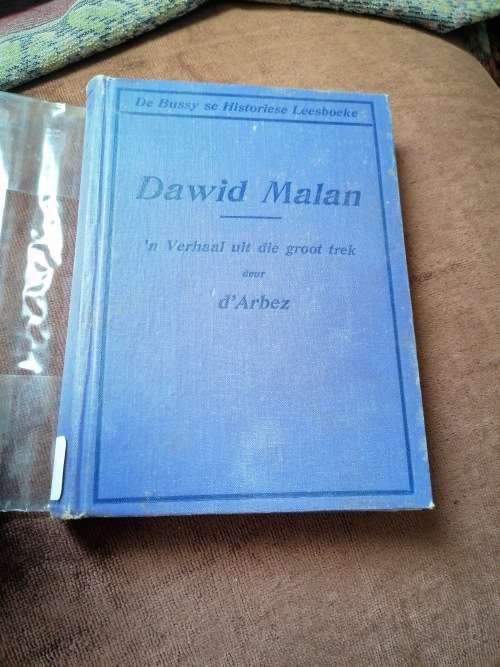 De Bussy se Historiese Leesboeke
Dawid Malan
'n Verhaal uit die groot trek
deur
d'Arbez